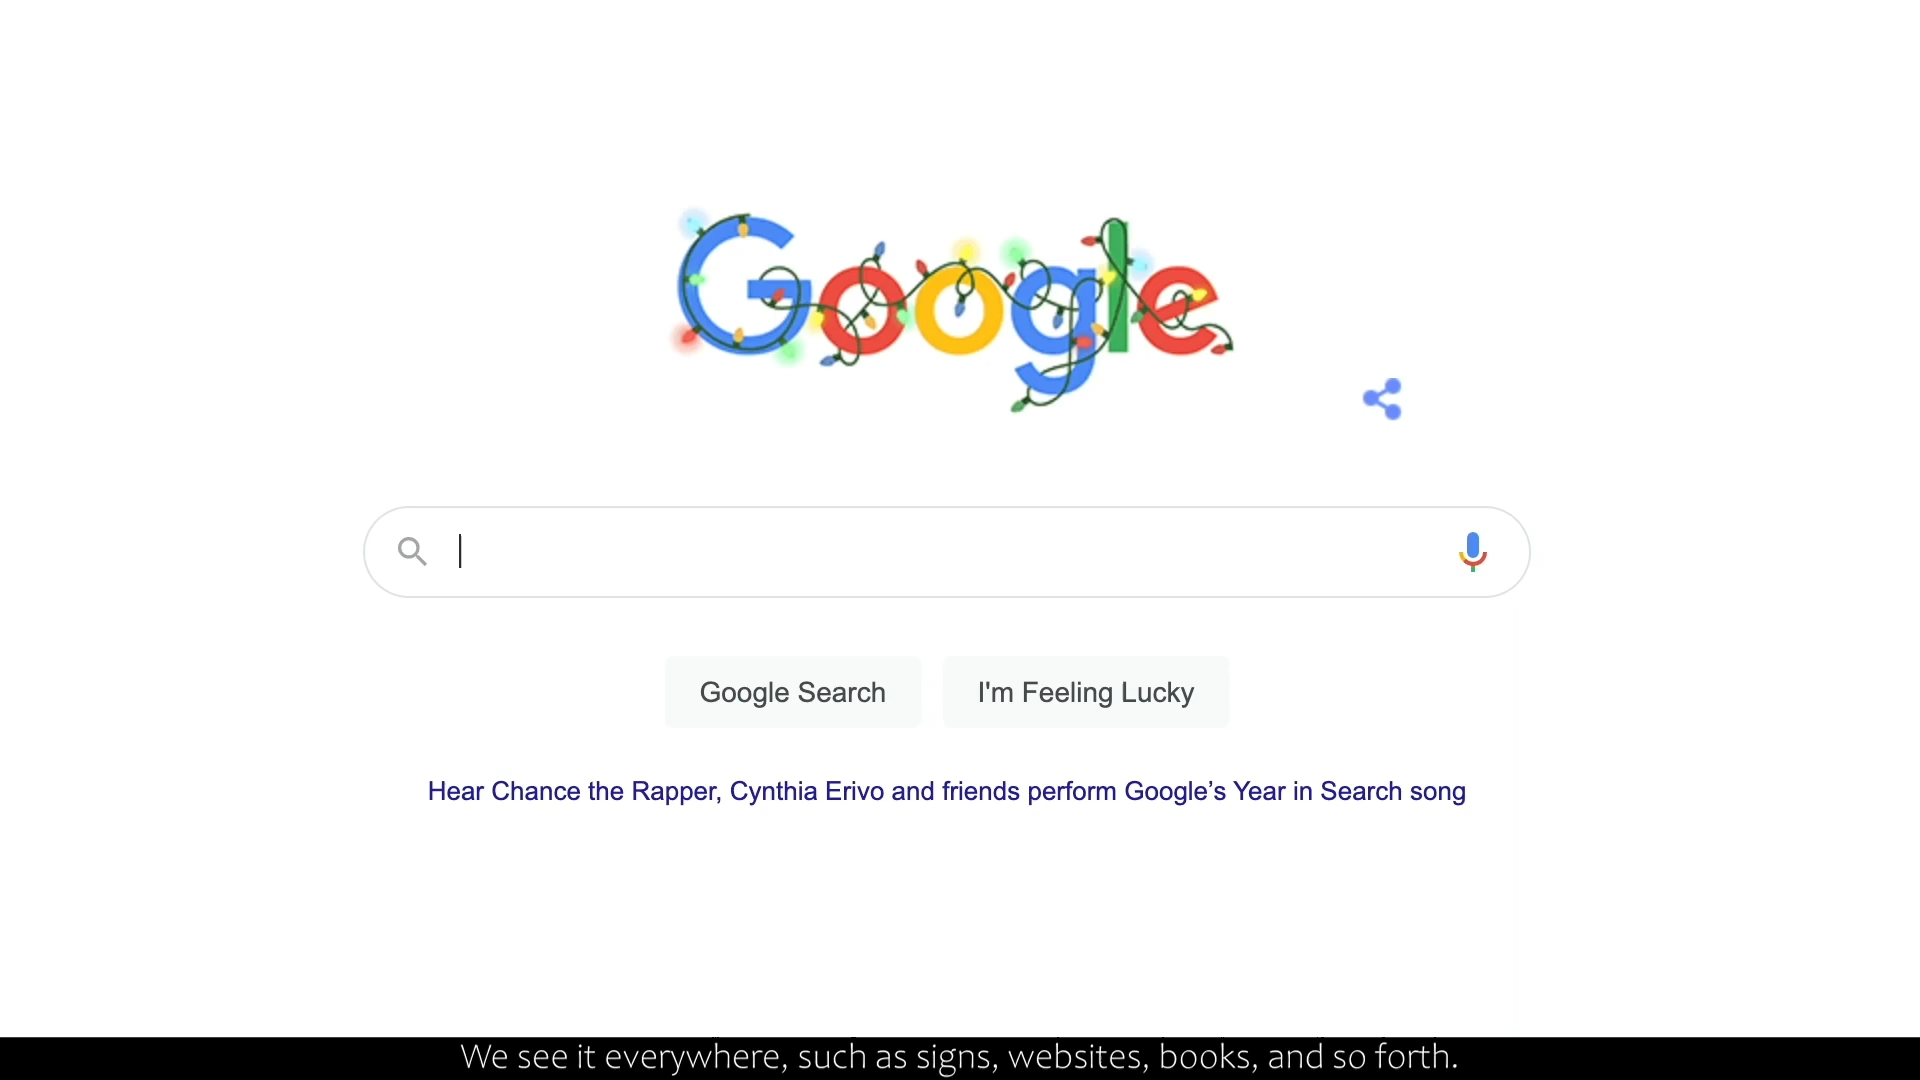 Google
Google Search
I'm Feeling Lucky
Hear Chance the Rapper, Cynthia Erivo and friends perform Google’s Year in Search song
We see it everywhere, such as signs, websites, books, and so forth.